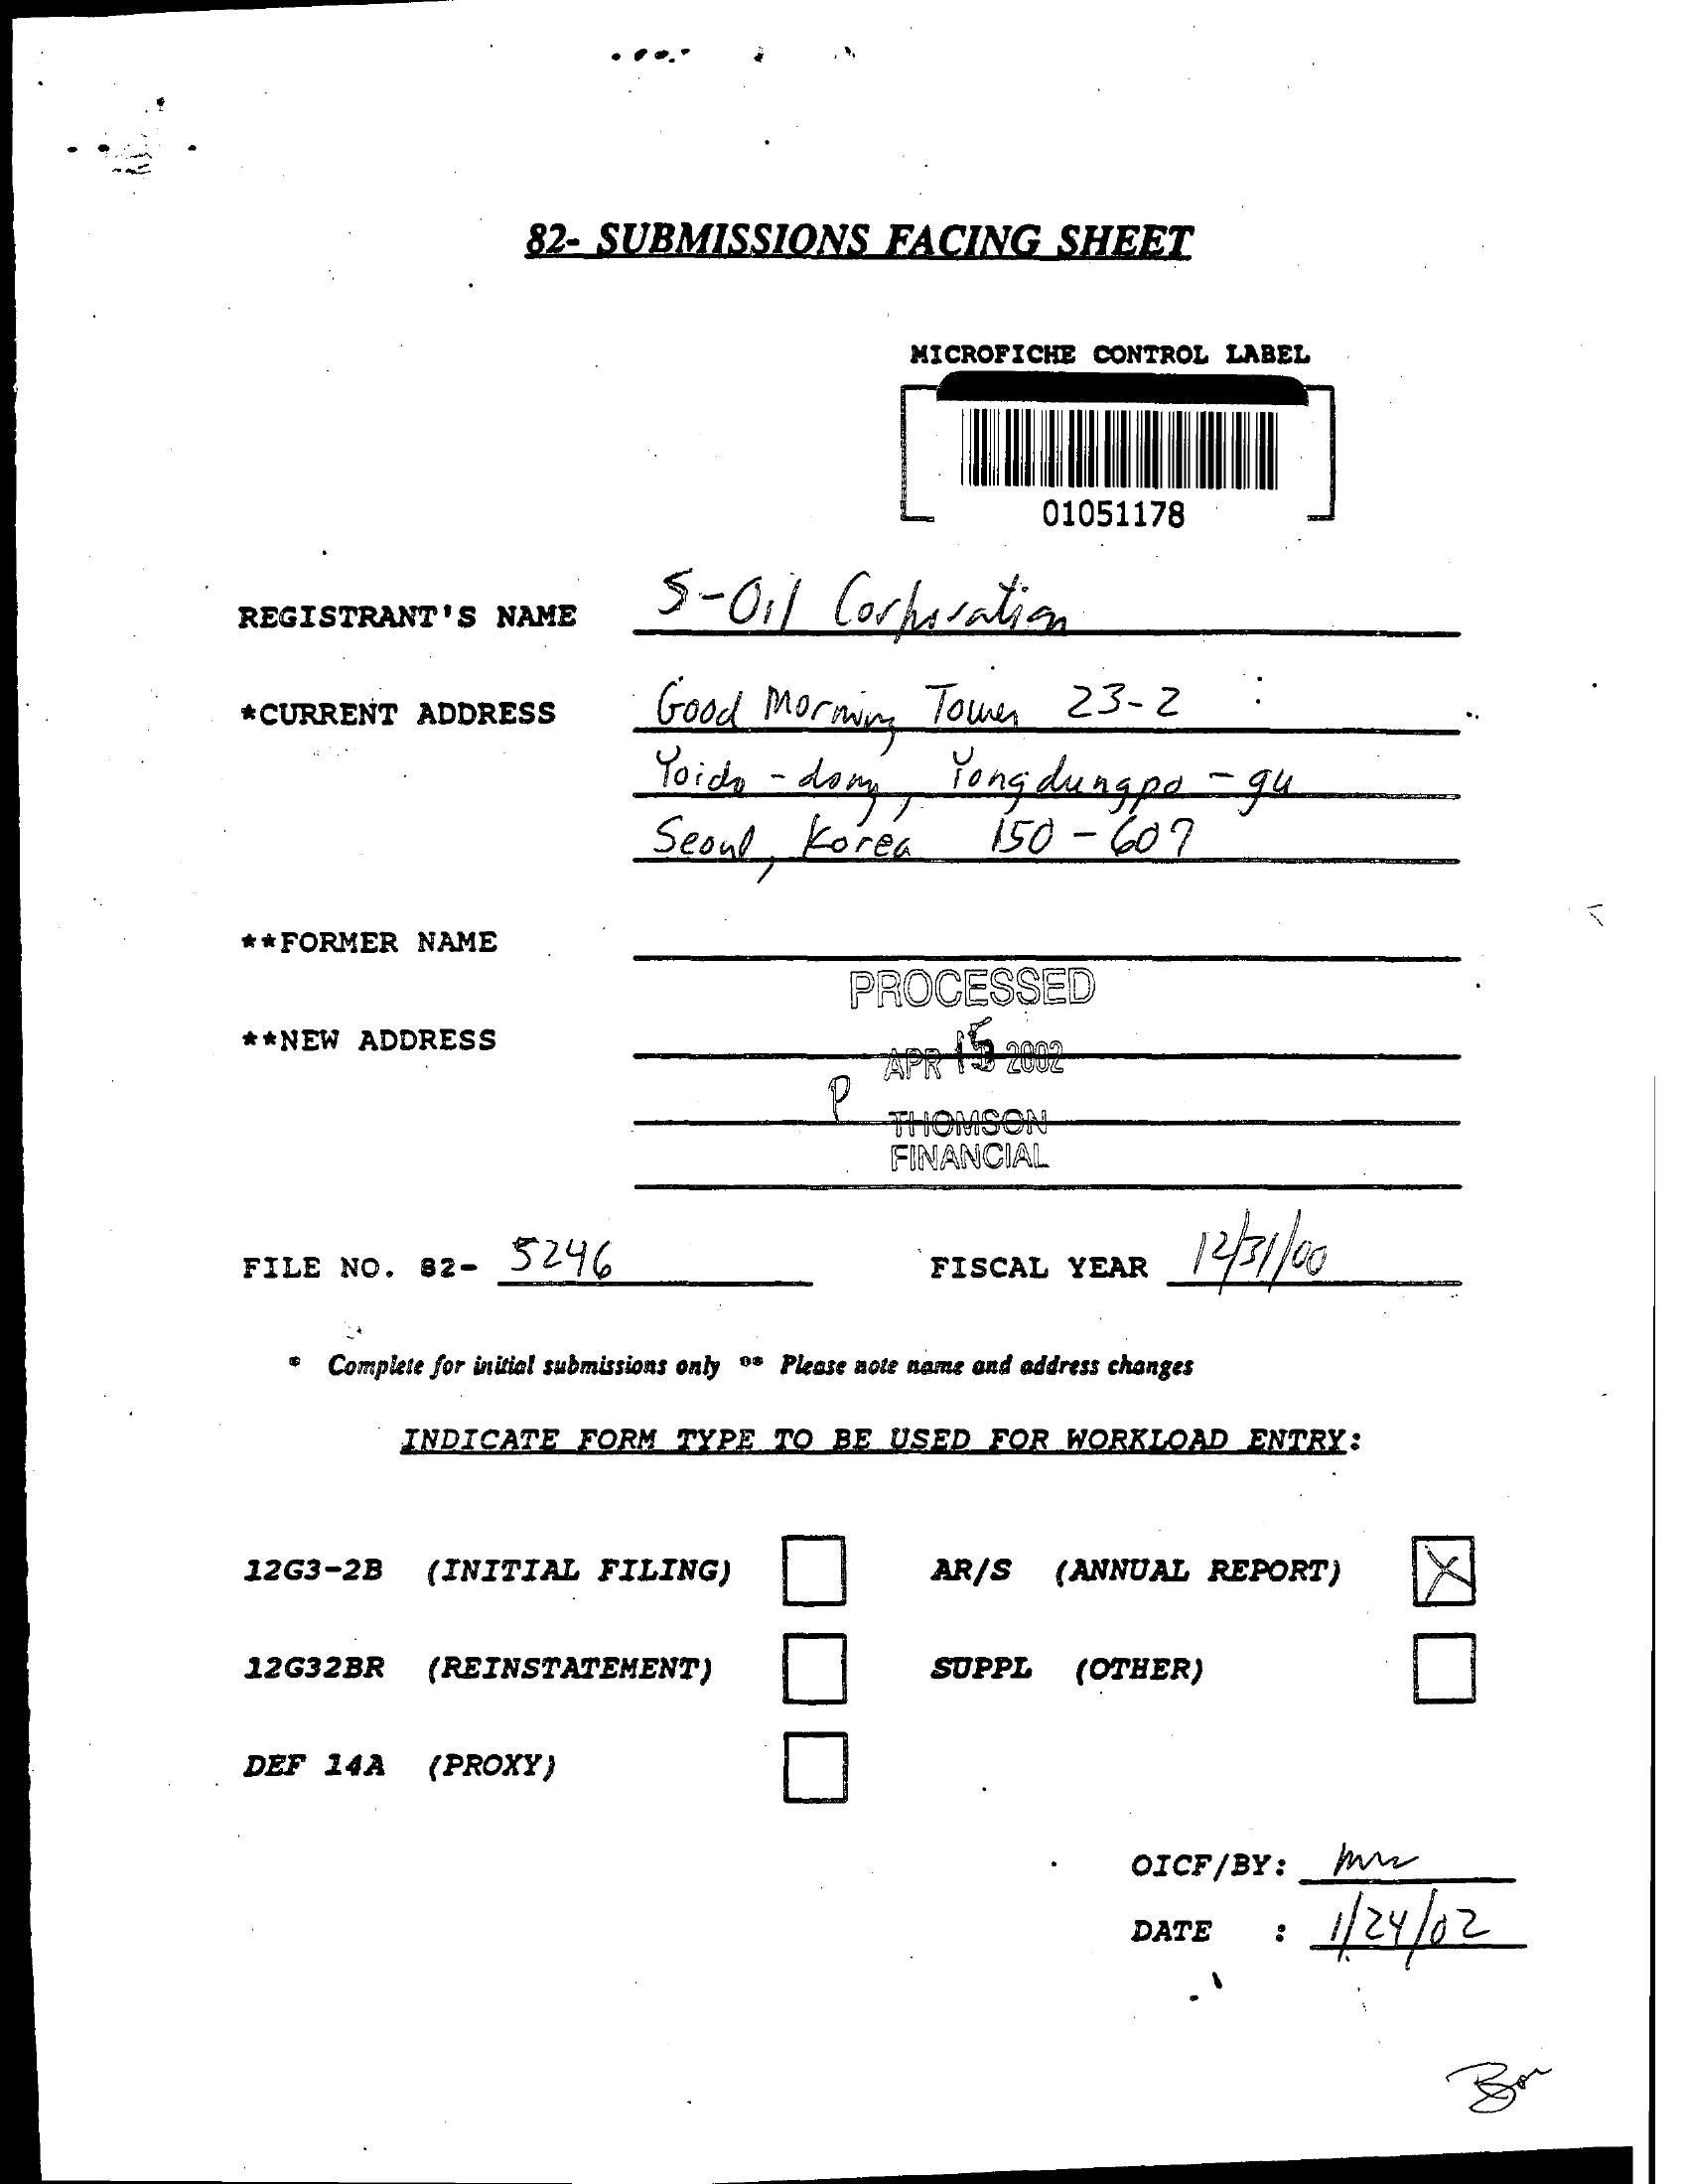 82- SUBMISSIONS FACING SHEET
MICROFICHE CONTROL LABEL
01051178
REGISTRANT'S NAME S-Oil Corporation
*CURRENT ADDRESS Good Morning Tower 23-2
Yoido - dong, Yongdungpo - gu
Seoul, Korea 150 - 607
**FORMER NAME
PROCESSED
**NEW ADDRESS
APR 15 2002
P THOMSON
FINANCIAL
FILE NO. 82- 5246 FISCAL YEAR 12/31/00
* Complete for initial submissions only ** Please note name and address changes
INDICATE FORM TYPE TO BE USED FOR WORKLOAD ENTRY:
12G3-2B (INITIAL FILING) AR/S (ANNUAL REPORT) X
12G32BR (REINSTATEMENT) SUPPL (OTHER)
DEF 14A (PROXY)
OICF/BY:
DATE : 1/24/02